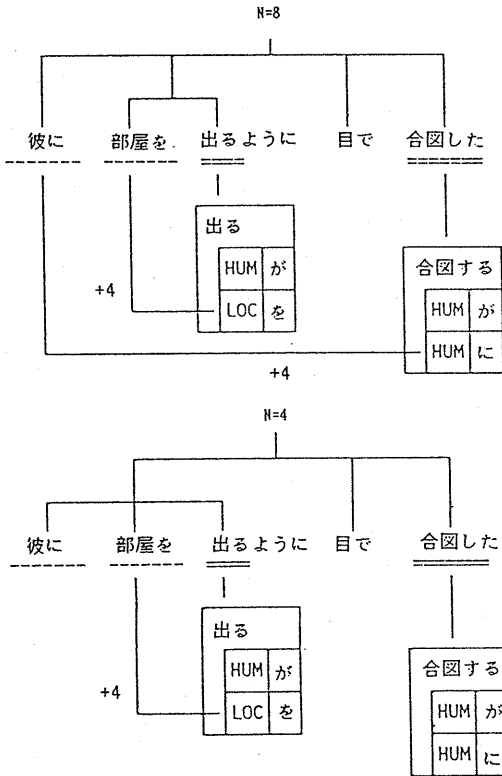 N=8
彼に 部屋を 出るように 目で 合図した
出る
HUM が
LOC を
合図する
HUM が
HUM に
+4
+4
N=4
彼に 部屋を 出るように 目で 合図した
出る
HUM が
LOC を
合図する
HUM が
HUM に
+4